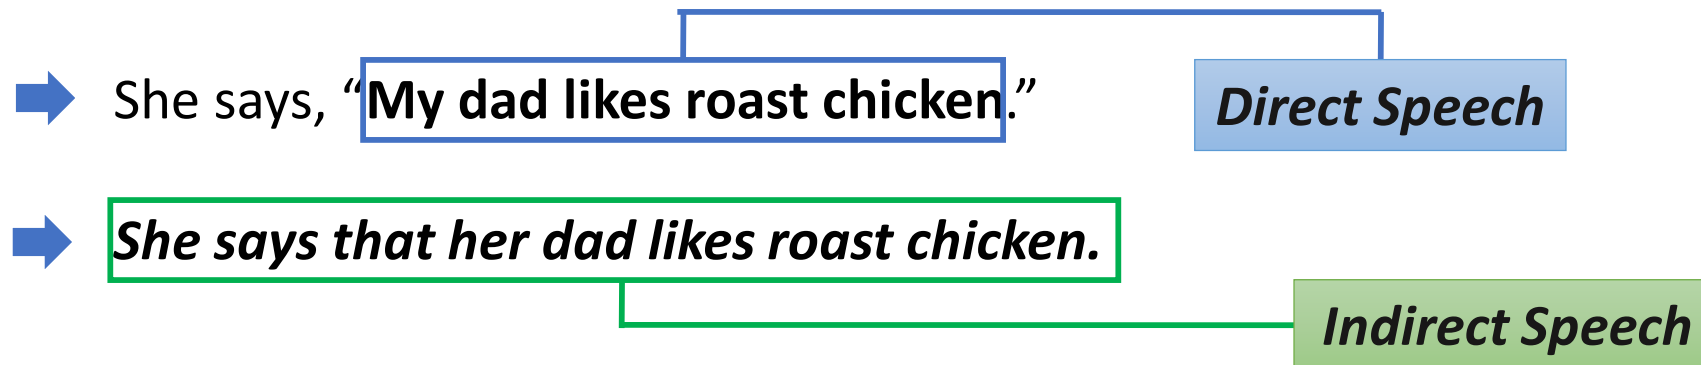 She says, “My dad likes roast chicken.”
Direct Speech
She says that her dad likes roast chicken.
Indirect Speech